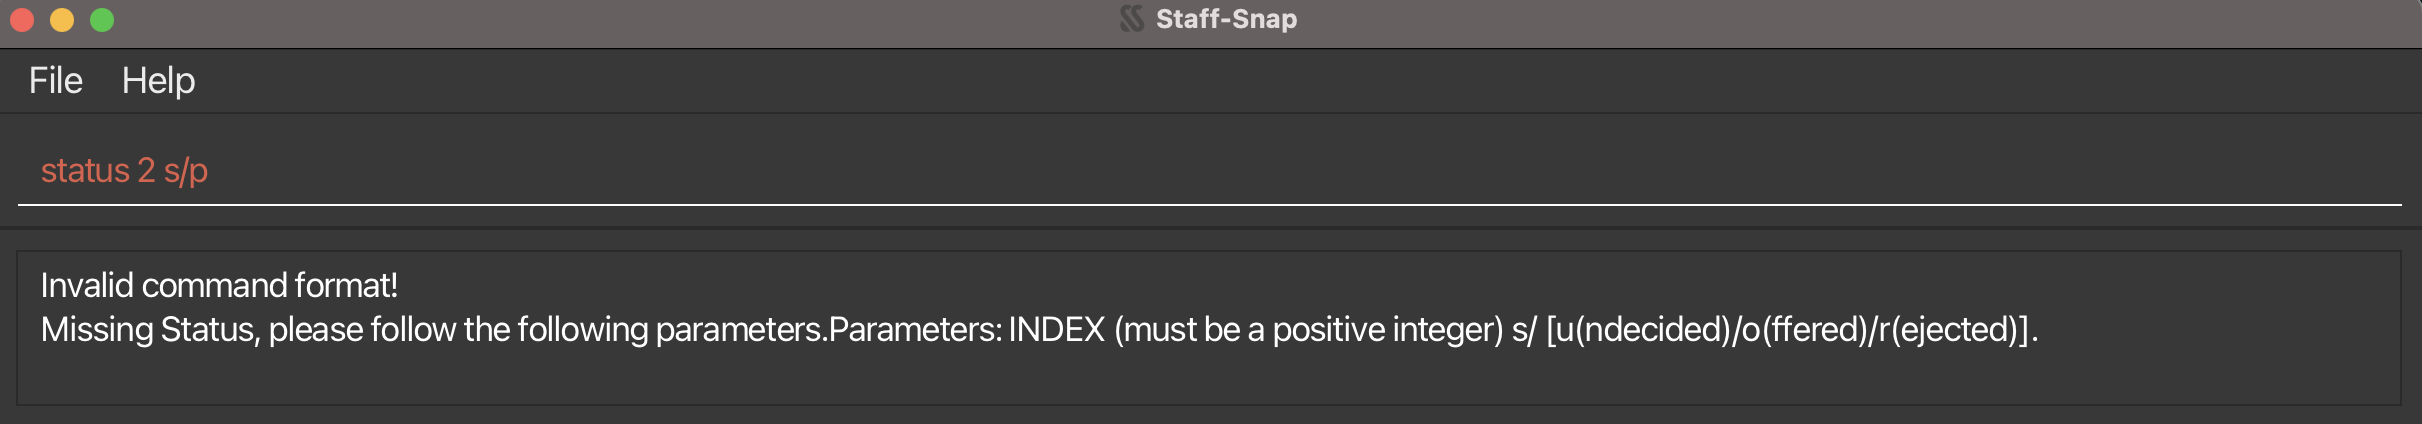 Staff-Snap
File Help
status 2 s/p
Invalid command format!
Missing Status, please follow the following parameters.Parameters: INDEX (must be a positive integer) s/ [u(ndecided)/o(ffered)/r(ejected)].